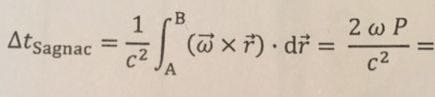 Δt_Sagnac = 1/c² ∫_A^B (ω⃗ × r⃗) · dr⃗ = 2 ω P / c² =